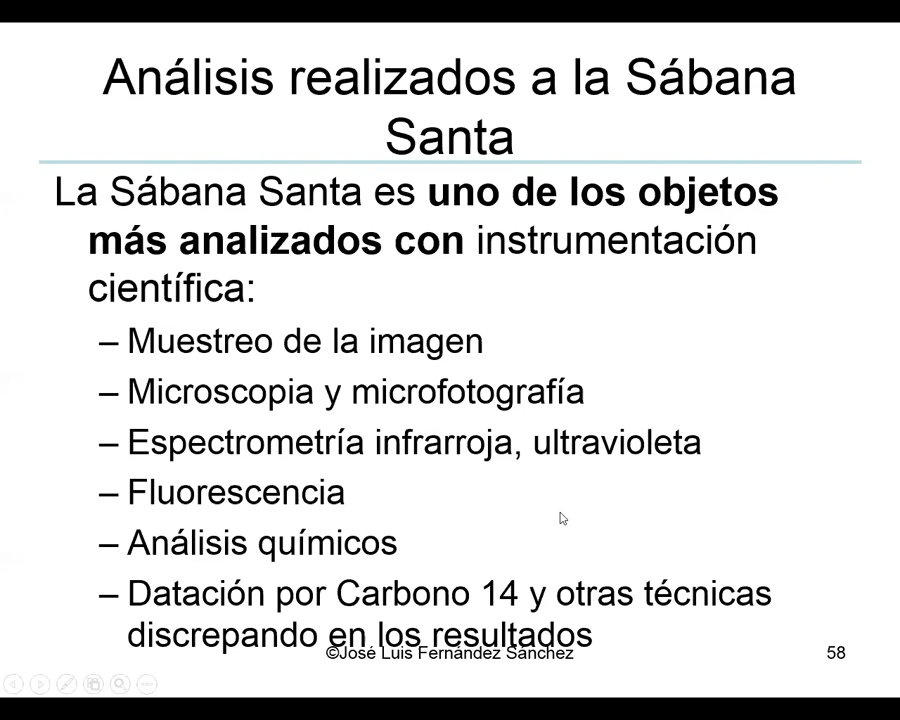 Análisis realizados a la Sábana
Santa
La Sábana Santa es uno de los objetos
más analizados con instrumentación
científica:
– Muestreo de la imagen
– Microscopia y microfotografía
– Espectrometría infrarroja, ultravioleta
– Fluorescencia
– Análisis químicos
– Datación por Carbono 14 y otras técnicas
discrepando en los resultados
©José Luis Fernández Sánchez
58